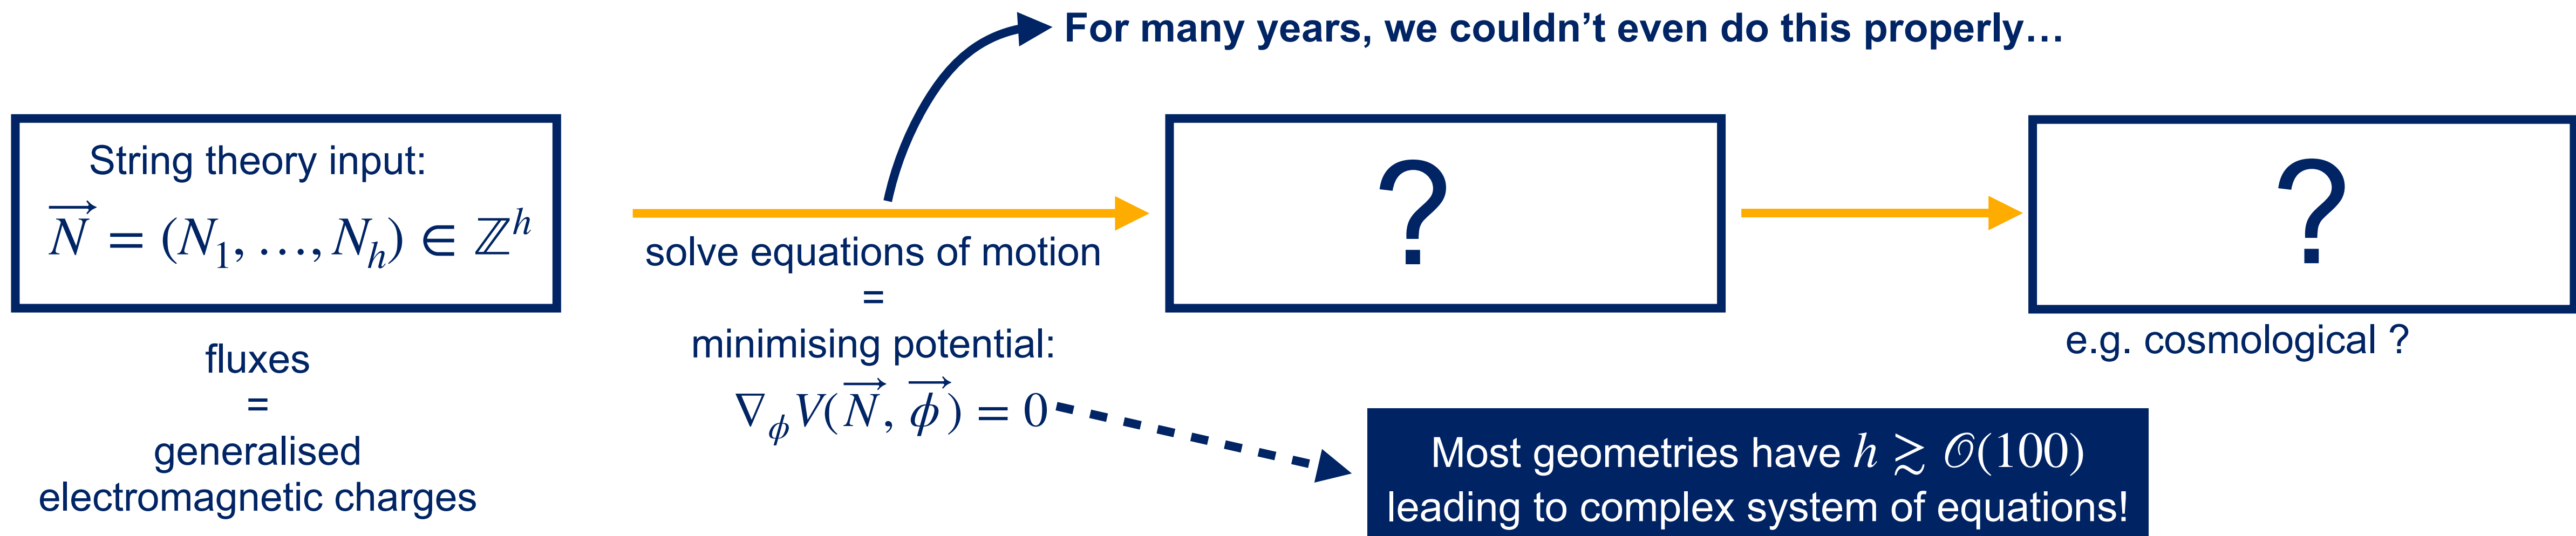 For many years, we couldn't even do this properly…
String theory input:
$\overrightarrow{N} = (N_1, \ldots, N_h) \in \mathbb{Z}^h$
fluxes
=
generalised
electromagnetic charges
solve equations of motion
=
minimising potential:
$\nabla_\phi V(\overrightarrow{N}, \overrightarrow{\phi}) = 0$
?
?
e.g. cosmological ?
Most geometries have $h \gtrsim \mathcal{O}(100)$
leading to complex system of equations!